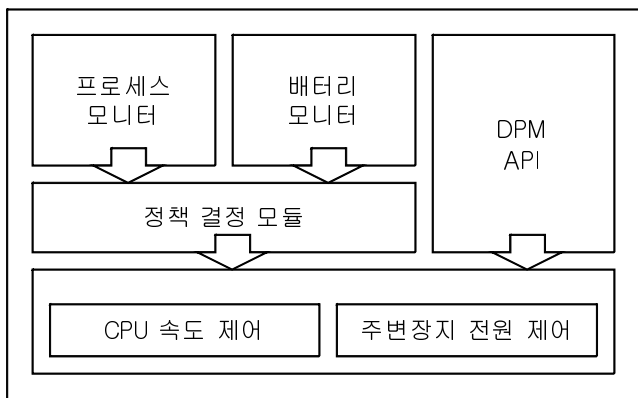 프로세스
모니터
배터리
모니터
DPM
API
정책 결정 모듈
CPU 속도 제어
주변장지 전원 제어